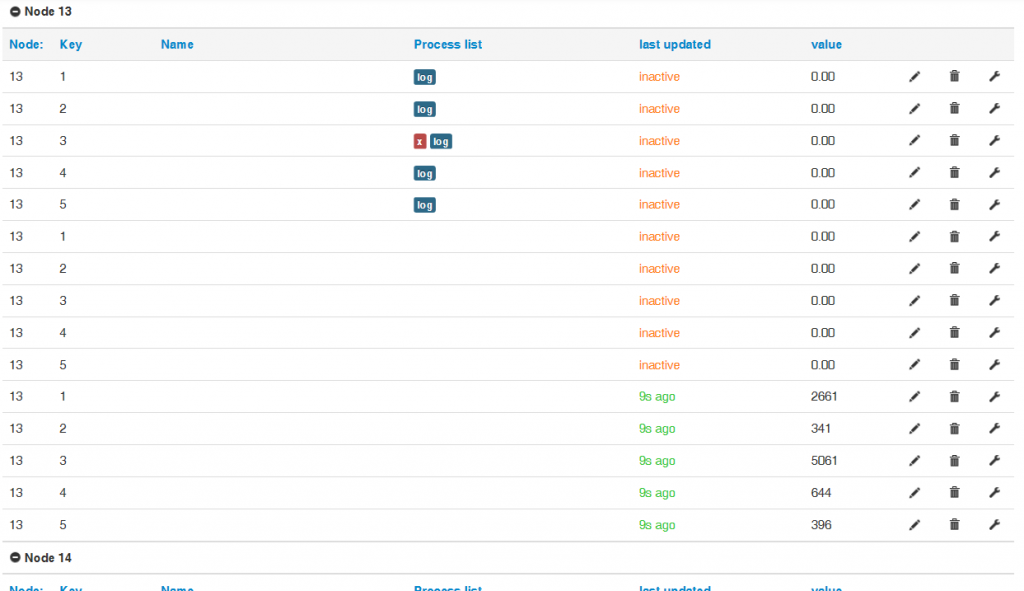 Node 13
Node: Key Name Process list last updated value
13 1 log inactive 0.00
13 2 log inactive 0.00
13 3 x log inactive 0.00
13 4 log inactive 0.00
13 5 log inactive 0.00
13 1 inactive 0.00
13 2 inactive 0.00
13 3 inactive 0.00
13 4 inactive 0.00
13 5 inactive 0.00
13 1 9s ago 2661
13 2 9s ago 341
13 3 9s ago 5061
13 4 9s ago 644
13 5 9s ago 396
Node 14
Node: Key Name Process list last updated value